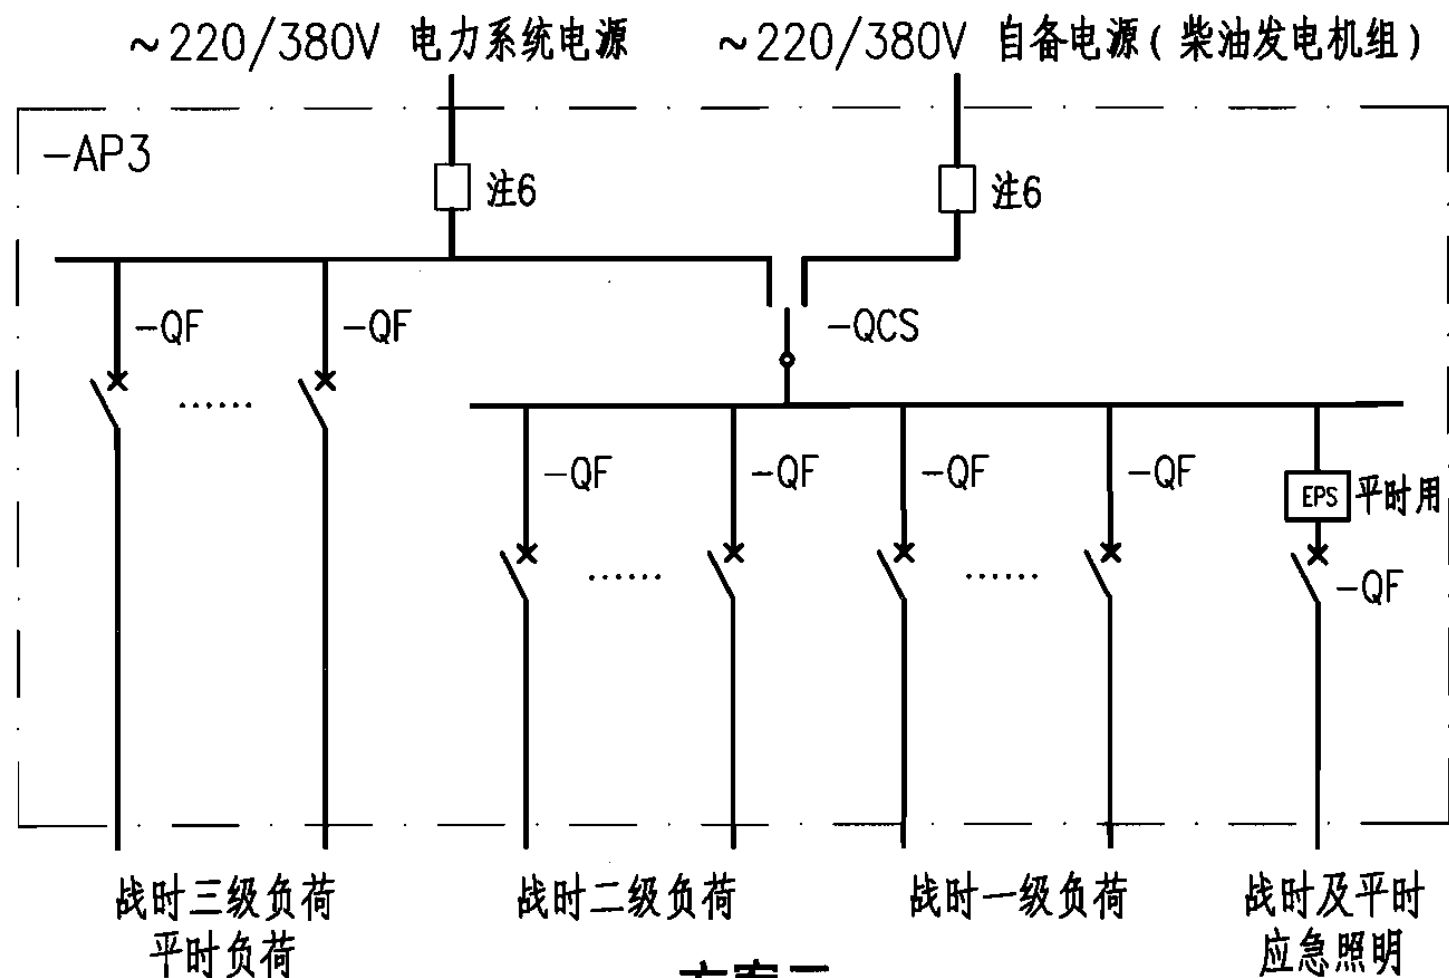 ~220/380V 电力系统电源
~220/380V 自备电源(柴油发电机组)
-AP3
注6
注6
-QF
-QF
-QCS
-QF
-QF
-QF
-QF
EPS
平时用
-QF
战时三级负荷
平时负荷
战时二级负荷
战时一级负荷
战时及平时
应急照明